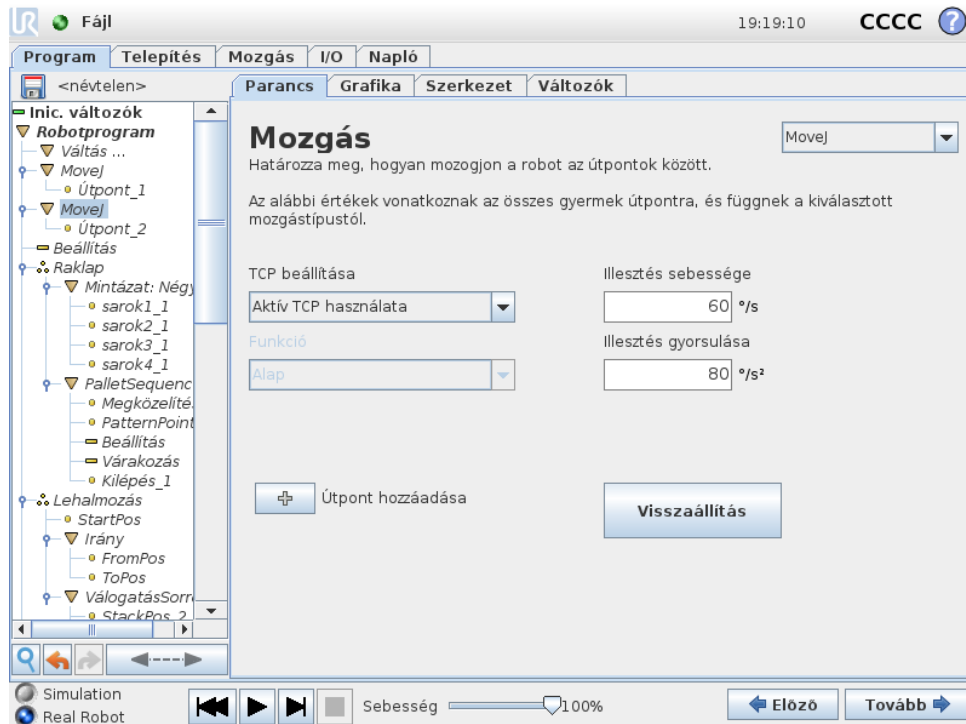 UR Fájl 19:19:10 CCCC ?
Program Telepítés Mozgás I/O Napló
<névtelen>
Parancs Grafika Szerkezet Változók
Inic. változók
Robotprogram
Váltás ...
MoveJ
Útpont_1
MoveJ
Útpont_2
Beállítás
Raklap
Mintázat: Négy
sarok1_1
sarok2_1
sarok3_1
sarok4_1
PalletSequenc
Megközelítés
PatternPoint
Beállítás
Várakozás
Kilépés_1
Lehalmozás
StartPos
Irány
FromPos
ToPos
VálogatásSorr
StackPos_2
Mozgás
MoveJ
Határozza meg, hogyan mozogjon a robot az útpontok között.
Az alábbi értékek vonatkoznak az összes gyermek útpontra, és függnek a kiválasztott
mozgástípustól.
TCP beállítása
Aktív TCP használata
Funkció
Alap
Illesztés sebessége
60 °/s
Illesztés gyorsulása
80 °/s²
Útpont hozzáadása
Visszaállítás
Simulation
Real Robot
Sebesség 100%
Előző Tovább